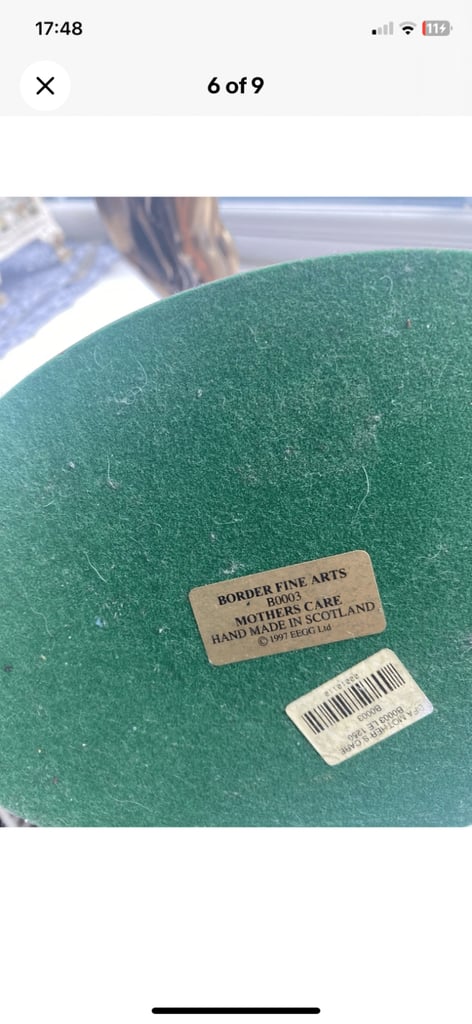 17:48
11
6 of 9
BORDER FINE ARTS
B0003
MOTHERS CARE
HAND MADE IN SCOTLAND
© 1997 EEGG Ltd
B0003
B0003 LE 1250
MOTHER'S CARE